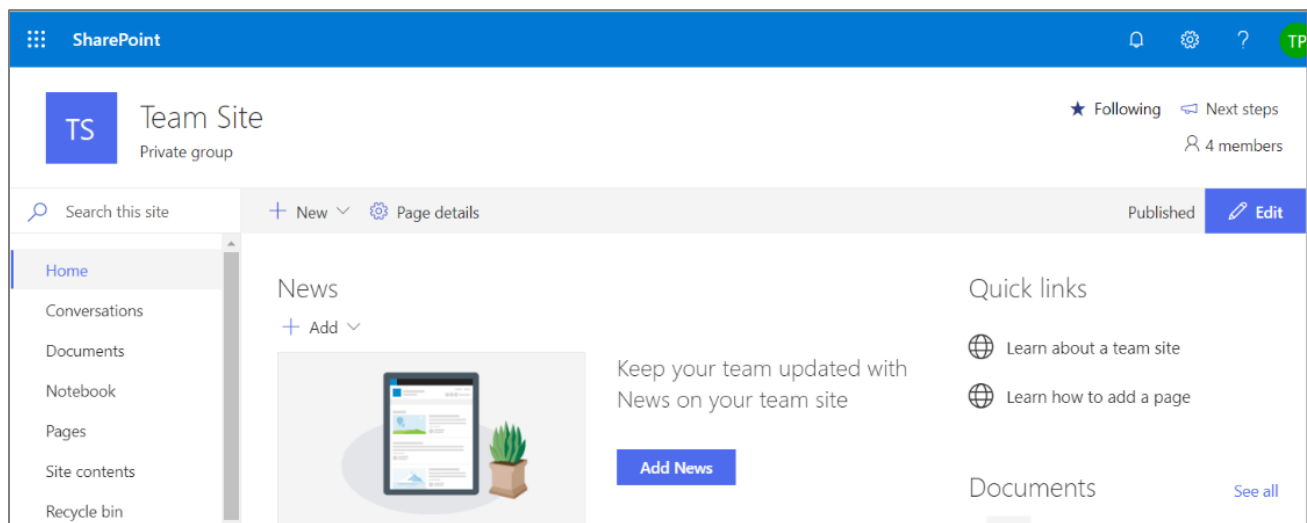 SharePoint
TP
TS
Team Site
Private group
Following
Next steps
4 members
Search this site
New
Page details
Published
Edit
Home
Conversations
Documents
Notebook
Pages
Site contents
Recycle bin
News
Add
Keep your team updated with
News on your team site
Add News
Quick links
Learn about a team site
Learn how to add a page
Documents
See all